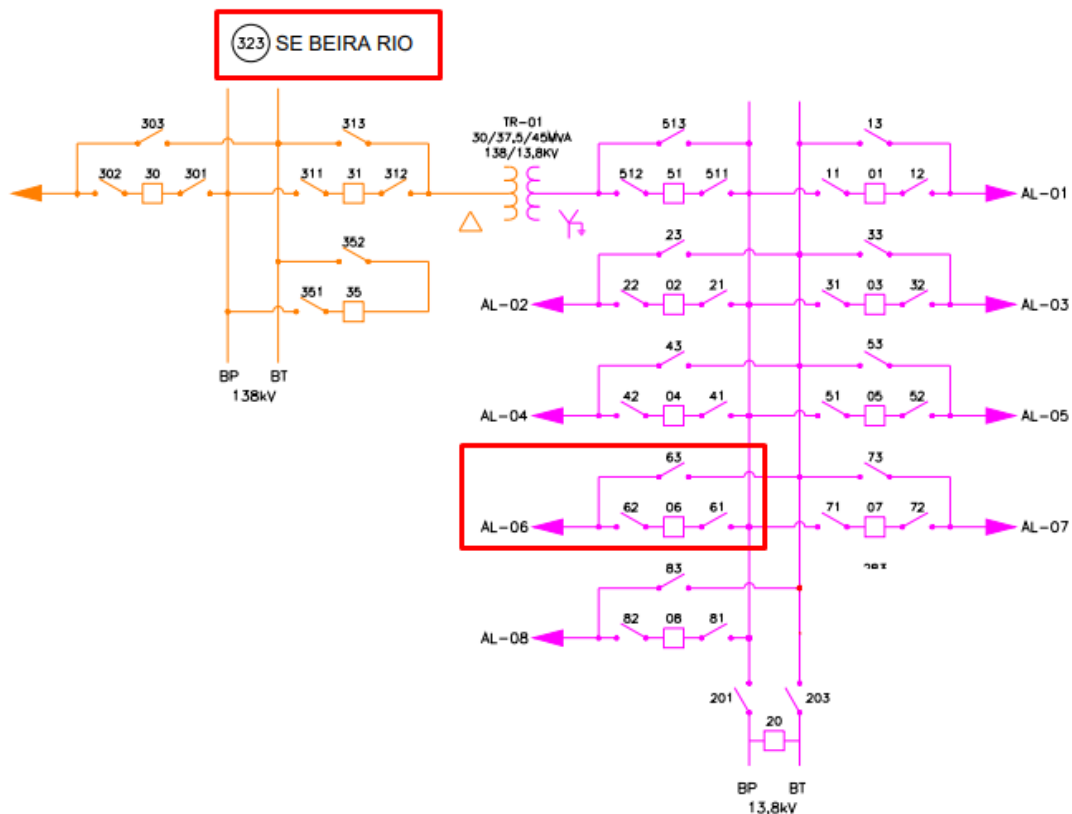 323 SE BEIRA RIO
TR-01
30/37,5/45MVA
138/13,8KV
303 313 513 13
302 30 301 311 31 312 512 51 511 11 01 12 AL-01
352 23 33
351 35 AL-02 22 02 21 31 03 32 AL-03
43 53
BP BT
138kV
AL-04 42 04 41 51 05 52 AL-05
63 73
AL-06 62 06 61 71 07 72 AL-07
83
AL-08 82 08 81
201 203
20
BP BT
13,8kV